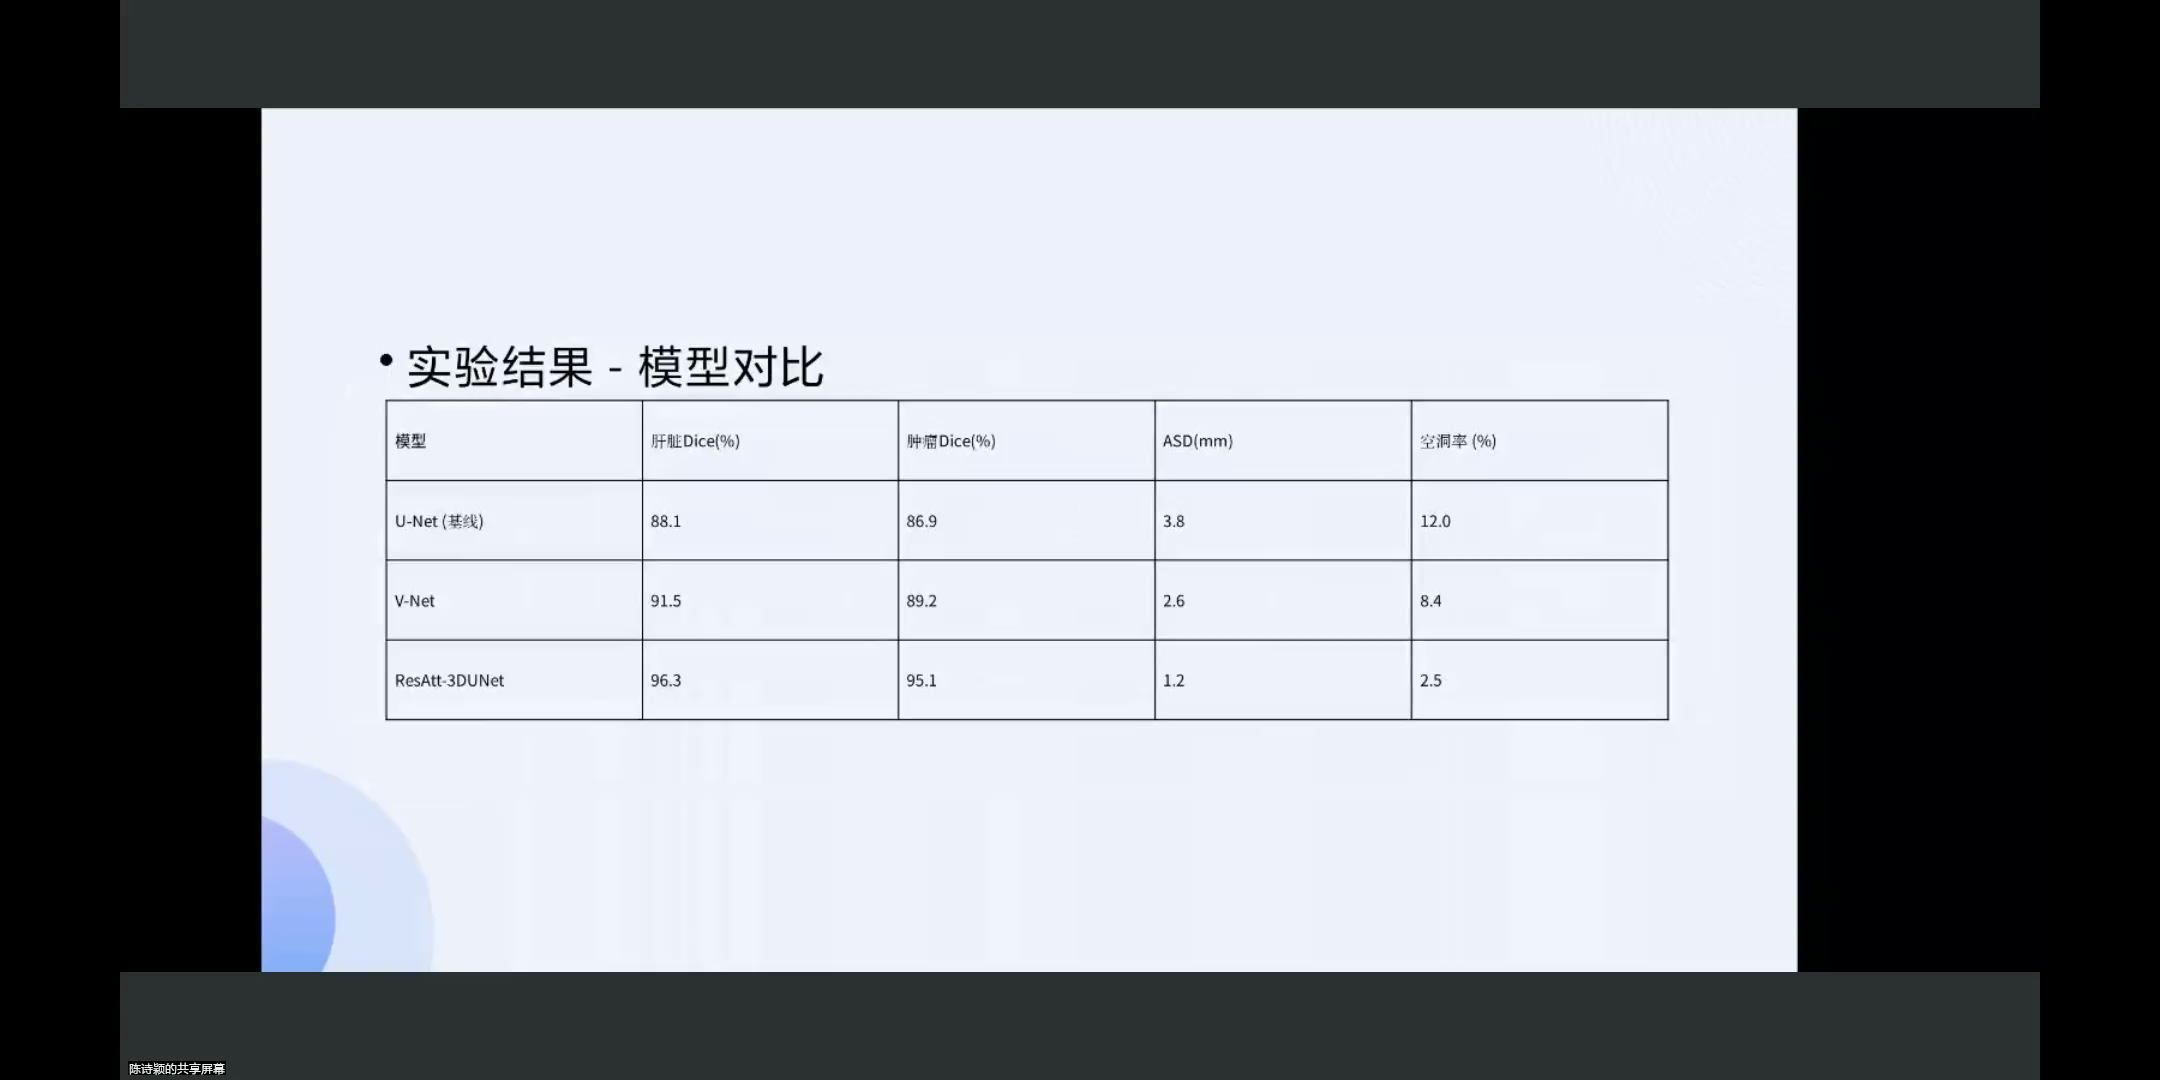 • 实验结果 - 模型对比
模型 肝脏Dice(%) 肿瘤Dice(%) ASD(mm) 空洞率 (%)
U-Net (基线) 88.1 86.9 3.8 12.0
V-Net 91.5 89.2 2.6 8.4
ResAtt-3DUNet 96.3 95.1 1.2 2.5
陈诗颖的共享屏幕